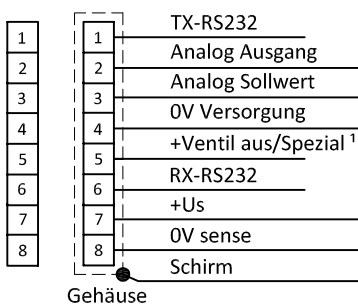 1 1 TX-RS232
2 2 Analog Ausgang
3 3 Analog Sollwert
4 4 0V Versorgung
5 5 +Ventil aus/Spezial ¹
6 6 RX-RS232
7 7 +Us
8 8 0V sense
Schirm
Gehäuse